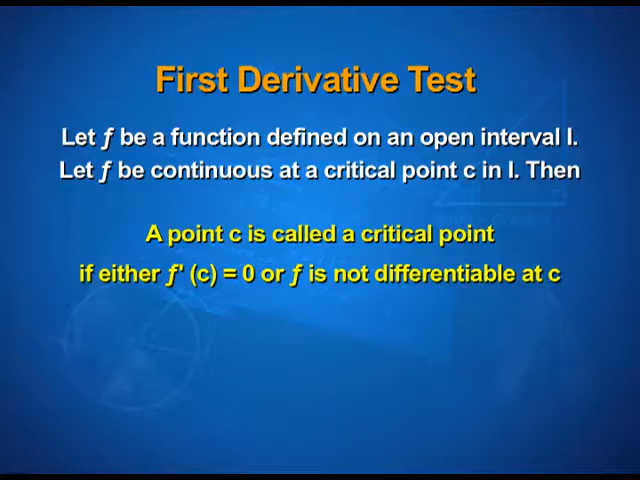 First Derivative Test
Let ƒ be a function defined on an open interval I.
Let ƒ be continuous at a critical point c in I. Then
A point c is called a critical point
if either ƒ' (c) = 0 or ƒ is not differentiable at c